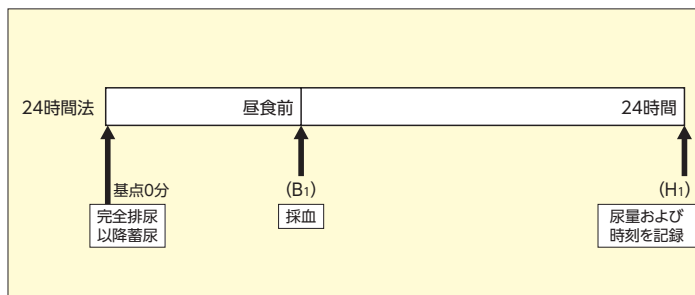 24時間法
昼食前
24時間
基点0分
(B1)
(H1)
完全排尿
以降蓄尿
採血
尿量および
時刻を記録